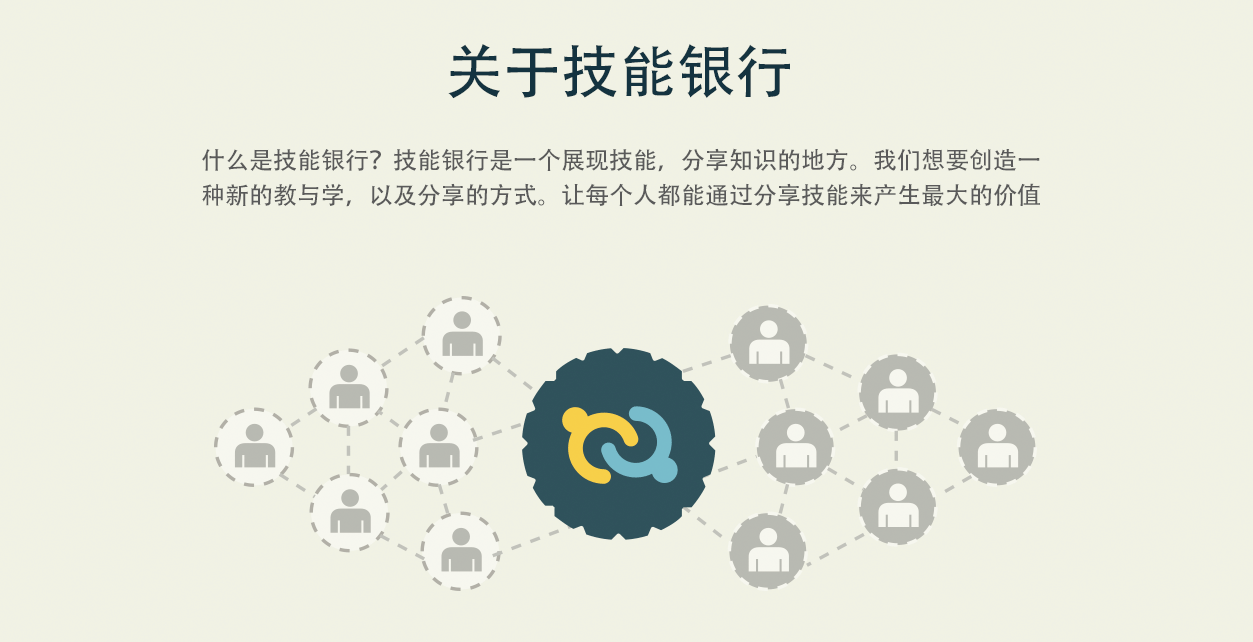 关于技能银行
什么是技能银行？技能银行是一个展现技能，分享知识的地方。我们想要创造一
种新的教与学，以及分享的方式。让每个人都能通过分享技能来产生最大的价值